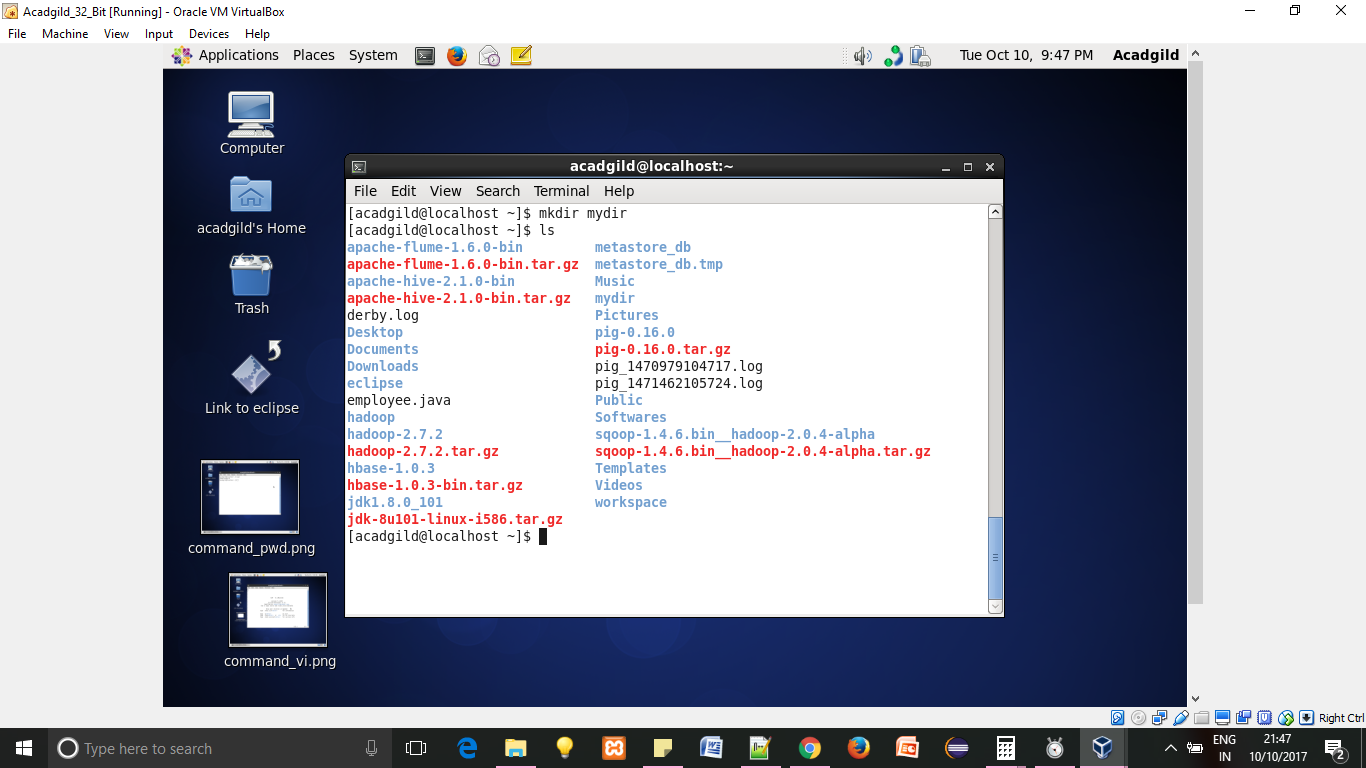 Acadgild_32_Bit [Running] - Oracle VM VirtualBox
File Machine View Input Devices Help
Applications Places System Tue Oct 10, 9:47 PM Acadgild
Computer
acadgild's Home
Trash
Link to eclipse
command_pwd.png
command_vi.png
acadgild@localhost:~
File Edit View Search Terminal Help
[acadgild@localhost ~]$ mkdir mydir
[acadgild@localhost ~]$ ls
apache-flume-1.6.0-bin metastore_db
apache-flume-1.6.0-bin.tar.gz metastore_db.tmp
apache-hive-2.1.0-bin Music
apache-hive-2.1.0-bin.tar.gz mydir
derby.log Pictures
Desktop pig-0.16.0
Documents pig-0.16.0.tar.gz
Downloads pig_1470979104717.log
eclipse pig_1471462105724.log
employee.java Public
hadoop Softwares
hadoop-2.7.2 sqoop-1.4.6.bin__hadoop-2.0.4-alpha
hadoop-2.7.2.tar.gz sqoop-1.4.6.bin__hadoop-2.0.4-alpha.tar.gz
hbase-1.0.3 Templates
hbase-1.0.3-bin.tar.gz Videos
jdk1.8.0_101 workspace
jdk-8u101-linux-i586.tar.gz
[acadgild@localhost ~]$
Right Ctrl
Type here to search
ENG 21:47
IN 10/10/2017 2